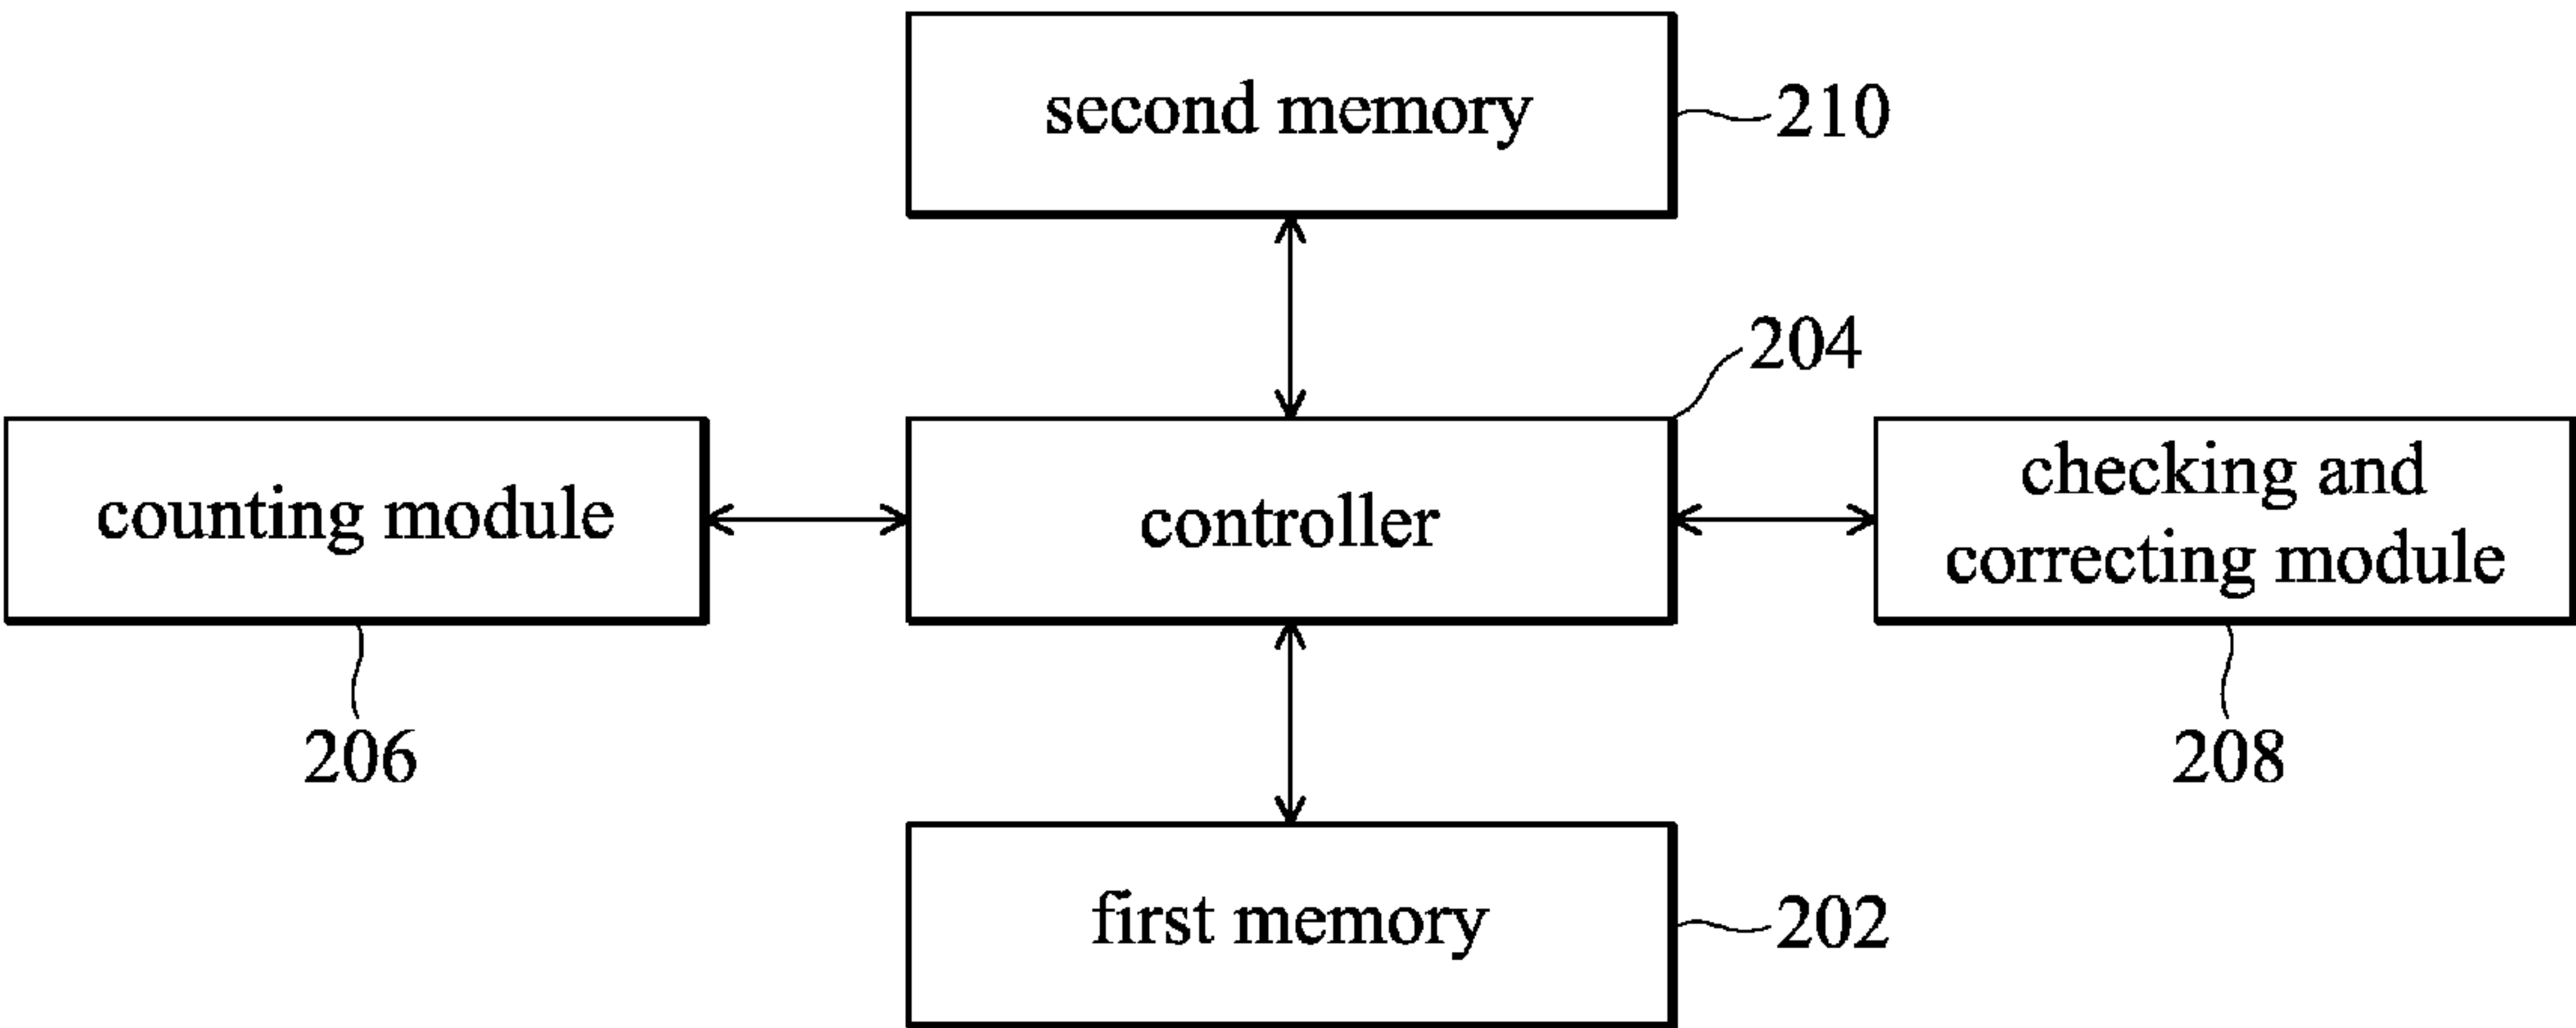 second memory
210
204
counting module
controller
checking and
correcting module
206
208
first memory
202